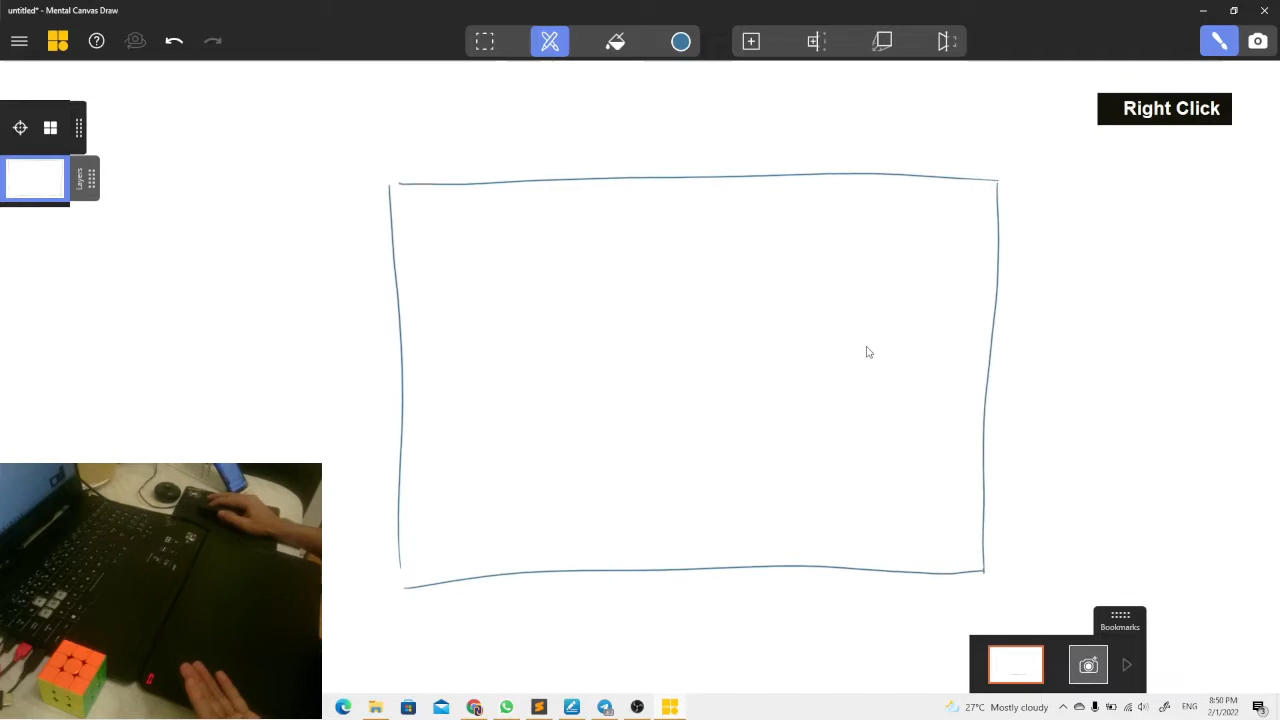 untitled* - Mental Canvas Draw
Right Click
Layers
Bookmarks
27°C Mostly cloudy
ENG
8:50 PM
2/1/2022